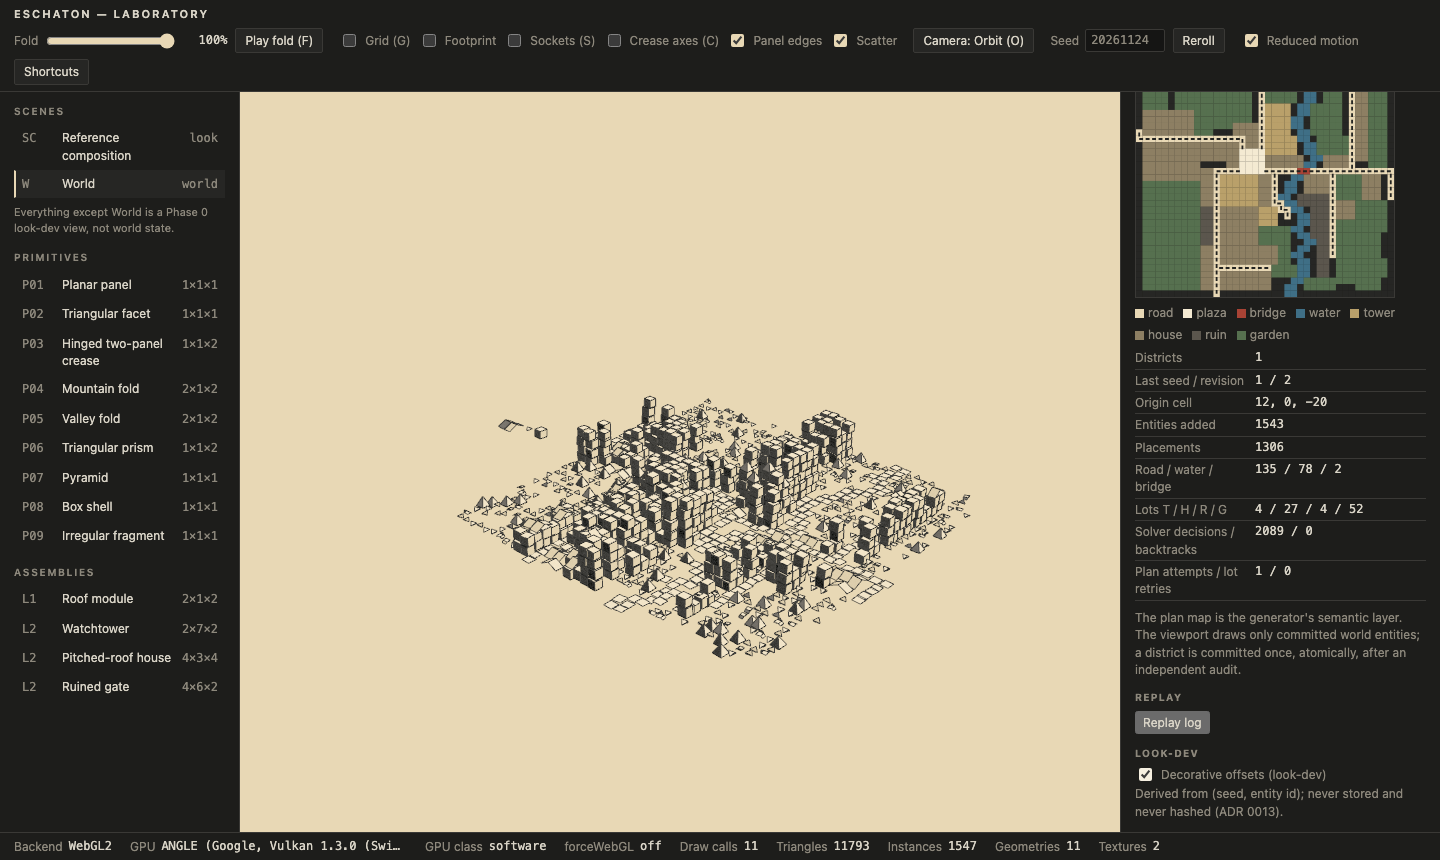 ESCHATON — LABORATORY
Fold 100% Play fold (F) Grid (G) Footprint Sockets (S) Crease axes (C) Panel edges Scatter Camera: Orbit (O) Seed 20261124 Reroll Reduced motion
Shortcuts
SCENES
SC Reference composition look
W World world
Everything except World is a Phase 0
look-dev view, not world state.
PRIMITIVES
P01 Planar panel 1×1×1
P02 Triangular facet 1×1×1
P03 Hinged two-panel crease 1×1×2
P04 Mountain fold 2×1×2
P05 Valley fold 2×1×2
P06 Triangular prism 1×1×2
P07 Pyramid 1×1×1
P08 Box shell 1×1×1
P09 Irregular fragment 1×1×1
ASSEMBLIES
L1 Roof module 2×1×2
L2 Watchtower 2×7×2
L2 Pitched-roof house 4×3×4
L2 Ruined gate 4×6×2
road plaza bridge water tower
house ruin garden
Districts 1
Last seed / revision 1 / 2
Origin cell 12, 0, −20
Entities added 1543
Placements 1306
Road / water / bridge 135 / 78 / 2
Lots T / H / R / G 4 / 27 / 4 / 52
Solver decisions / backtracks 2089 / 0
Plan attempts / lot retries 1 / 0
The plan map is the generator's semantic layer.
The viewport draws only committed world entities;
a district is committed once, atomically, after an
independent audit.
REPLAY
Replay log
LOOK-DEV
Decorative offsets (look-dev)
Derived from (seed, entity id); never stored and
never hashed (ADR 0013).
Backend WebGL2 GPU ANGLE (Google, Vulkan 1.3.0 (Swi… GPU class software forceWebGL off Draw calls 11 Triangles 11793 Instances 1547 Geometries 11 Textures 2